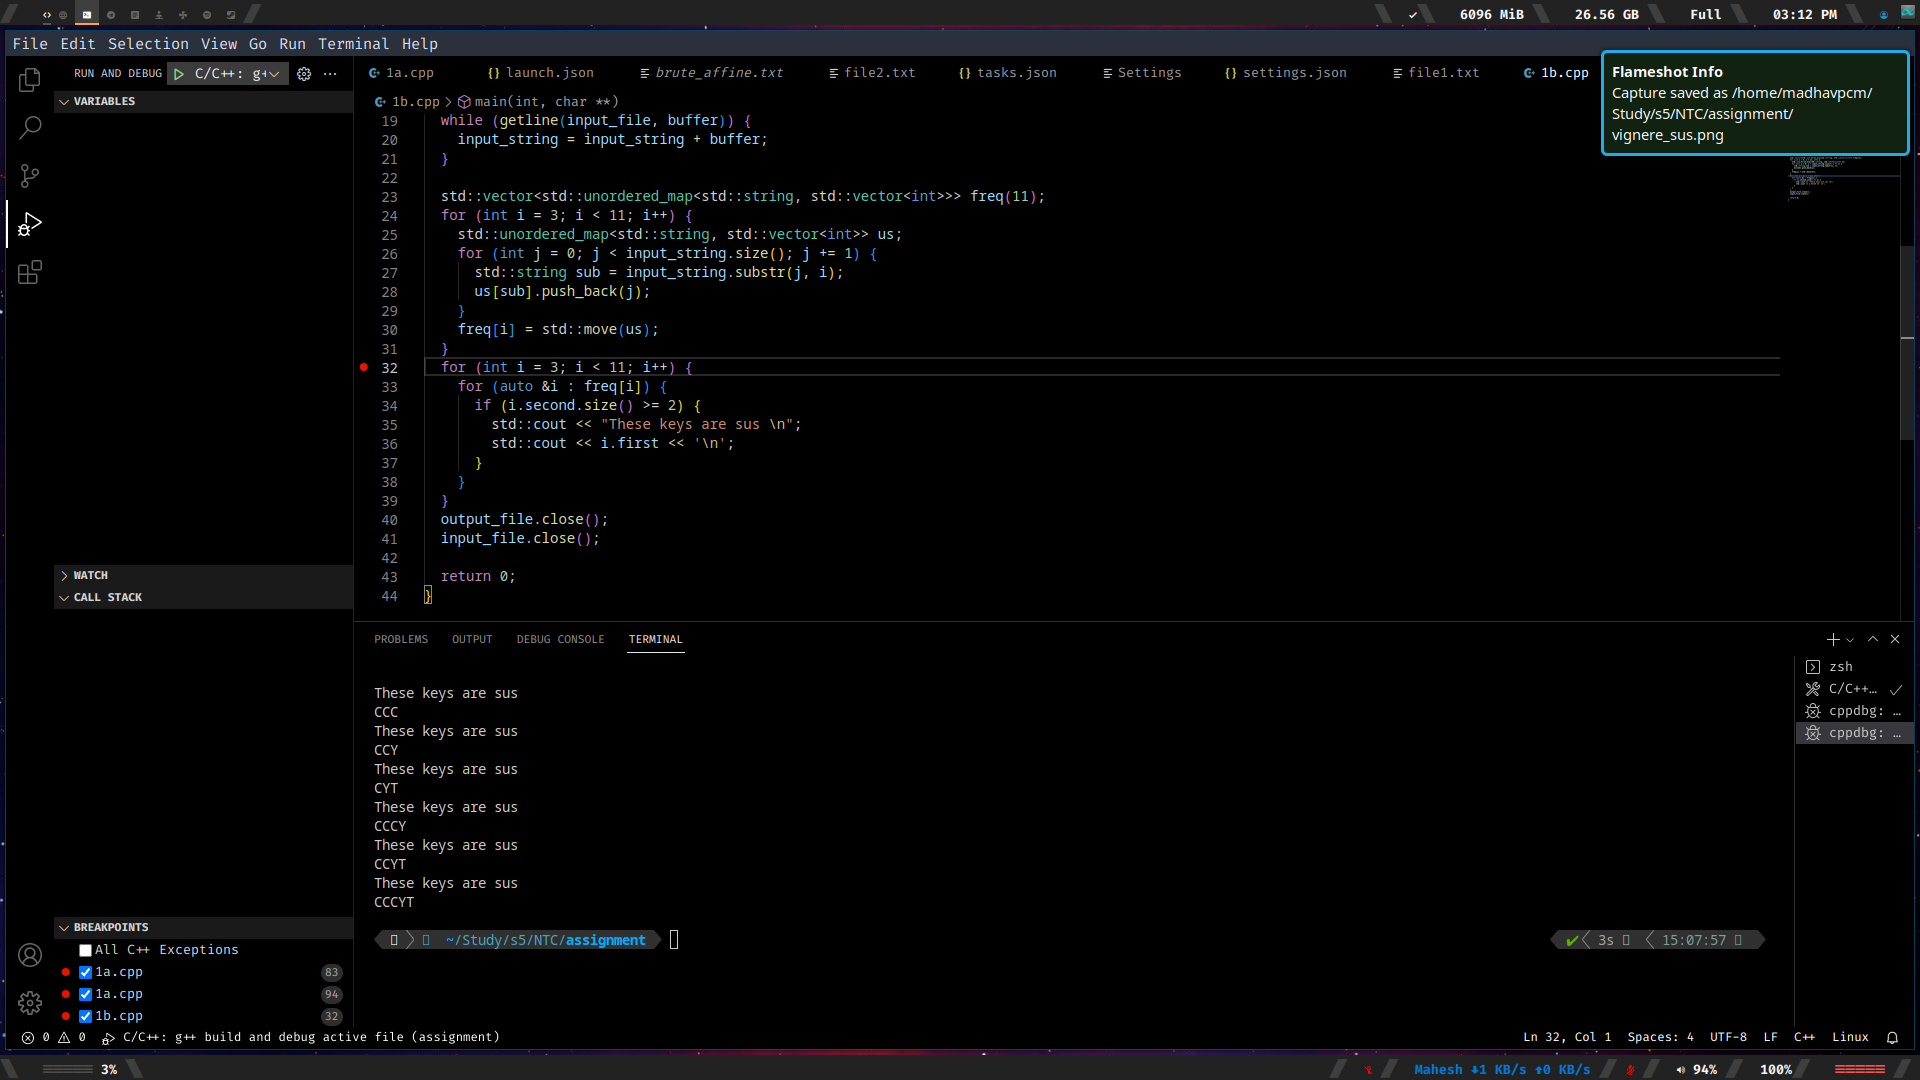 6096 MiB
26.56 GB
Full
03:12 PM
File Edit Selection View Go Run Terminal Help
RUN AND DEBUG
C/C++: g+
1a.cpp
launch.json
brute_affine.txt
file2.txt
tasks.json
Settings
settings.json
file1.txt
1b.cpp
Flameshot Info
Capture saved as /home/madhavpcm/
Study/s5/NTC/assignment/
vignere_sus.png
VARIABLES
1b.cpp > main(int, char **)
19 while (getline(input_file, buffer)) {
20 input_string = input_string + buffer;
21 }
22
23 std::vector<std::unordered_map<std::string, std::vector<int>>> freq(11);
24 for (int i = 3; i < 11; i++) {
25 std::unordered_map<std::string, std::vector<int>> us;
26 for (int j = 0; j < input_string.size(); j += 1) {
27 std::string sub = input_string.substr(j, i);
28 us[sub].push_back(j);
29 }
30 freq[i] = std::move(us);
31 }
32 for (int i = 3; i < 11; i++) {
33 for (auto &i : freq[i]) {
34 if (i.second.size() >= 2) {
35 std::cout << "These keys are sus \n";
36 std::cout << i.first << '\n';
37 }
38 }
39 }
40 output_file.close();
41 input_file.close();
42
43 return 0;
44 }
WATCH
CALL STACK
PROBLEMS OUTPUT DEBUG CONSOLE TERMINAL
These keys are sus
CCC
These keys are sus
CCY
These keys are sus
CYT
These keys are sus
CCCY
These keys are sus
CCYT
These keys are sus
CCCYT
~/Study/s5/NTC/assignment
3s
15:07:57
zsh
C/C++...
cppdbg: ...
cppdbg: ...
BREAKPOINTS
All C++ Exceptions
1a.cpp 83
1a.cpp 94
1b.cpp 32
0 0 C/C++: g++ build and debug active file (assignment)
Ln 32, Col 1 Spaces: 4 UTF-8 LF C++ Linux
3%
Mahesh 1 KB/s 0 KB/s
94%
100%